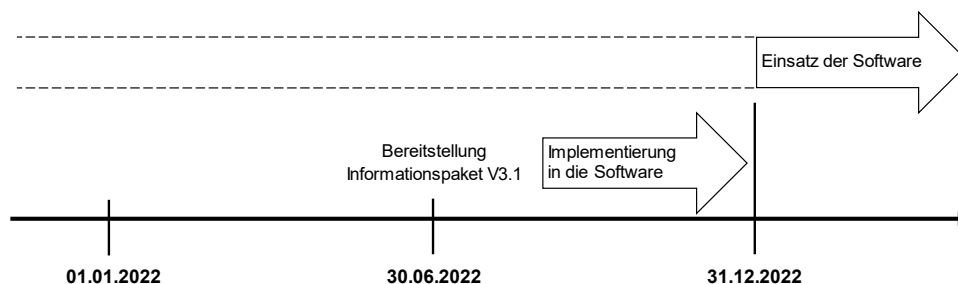 Einsatz der Software
Bereitstellung
Informationspaket V3.1
Implementierung
in die Software
01.01.2022
30.06.2022
31.12.2022